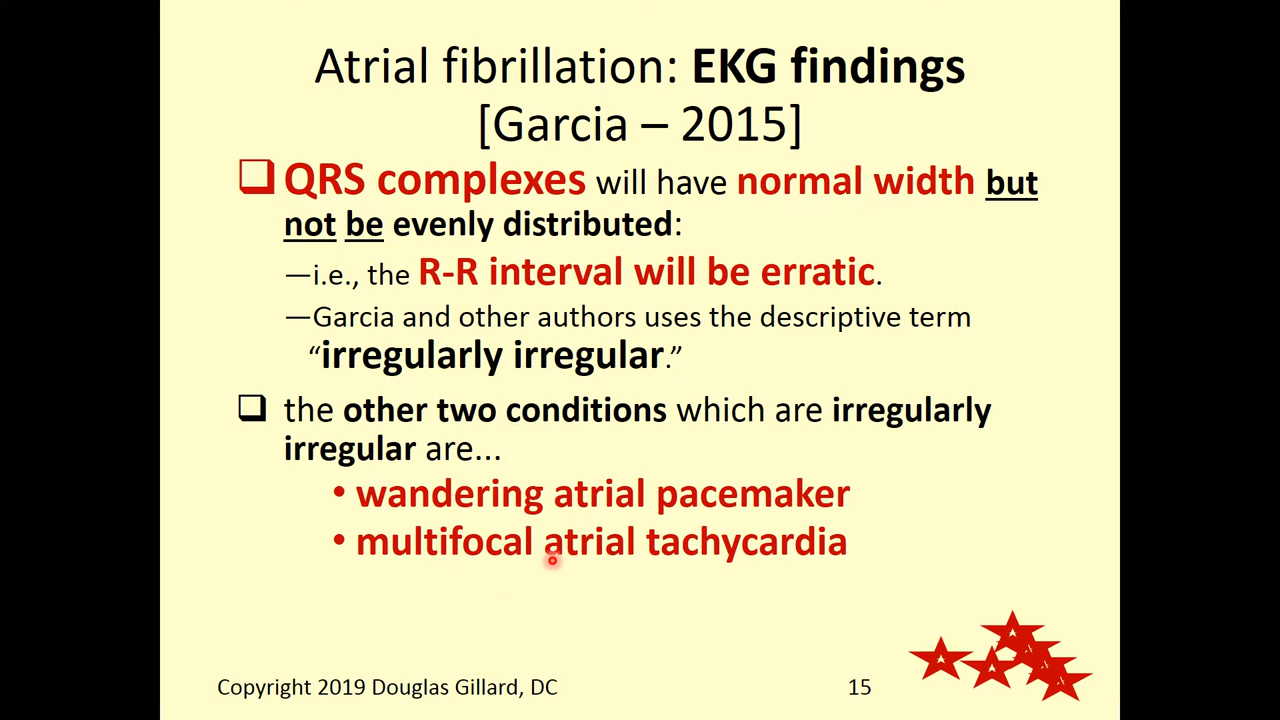 Atrial fibrillation: EKG findings
[Garcia – 2015]
QRS complexes will have normal width but
not be evenly distributed:
—i.e., the R-R interval will be erratic.
—Garcia and other authors uses the descriptive term
“irregularly irregular.”
the other two conditions which are irregularly
irregular are...
• wandering atrial pacemaker
• multifocal atrial tachycardia
Copyright 2019 Douglas Gillard, DC
15